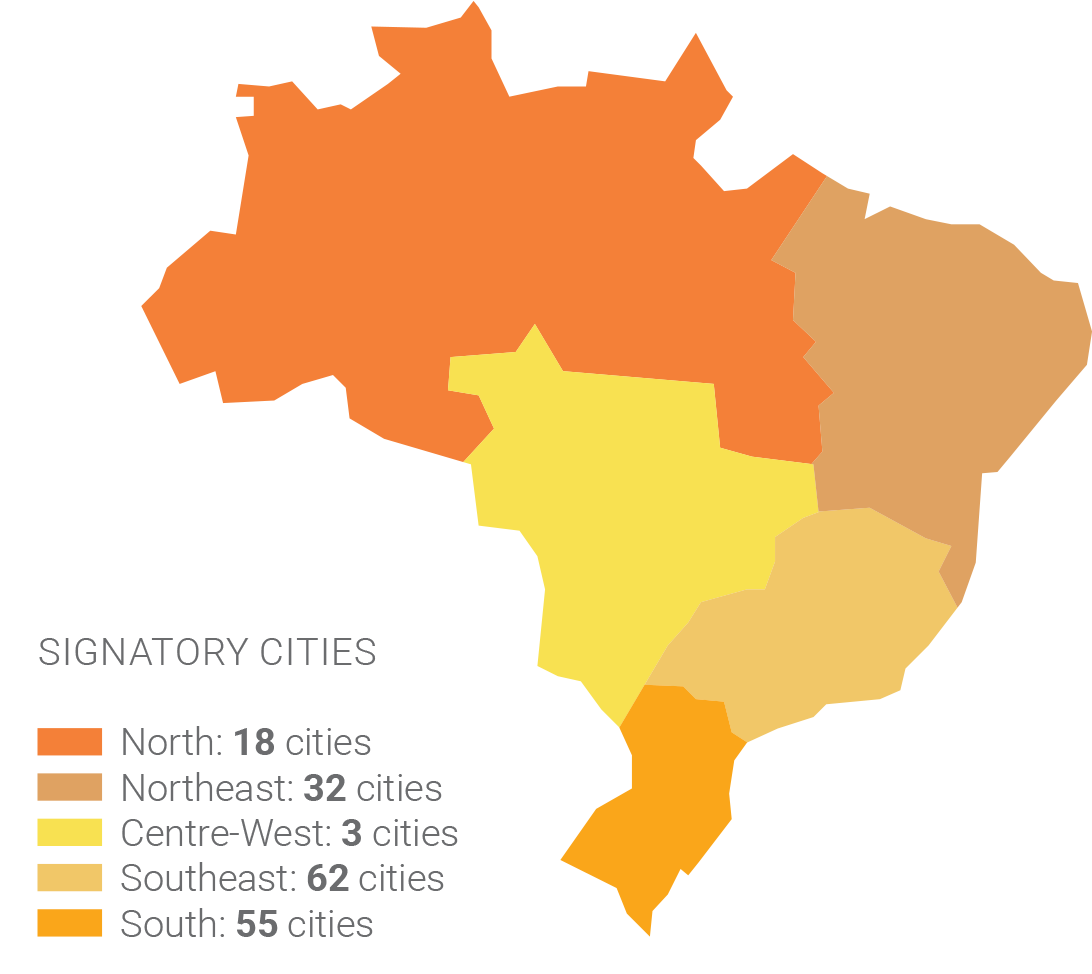 SIGNATORY CITIES
North: 18 cities
Northeast: 32 cities
Centre-West: 3 cities
Southeast: 62 cities
South: 55 cities